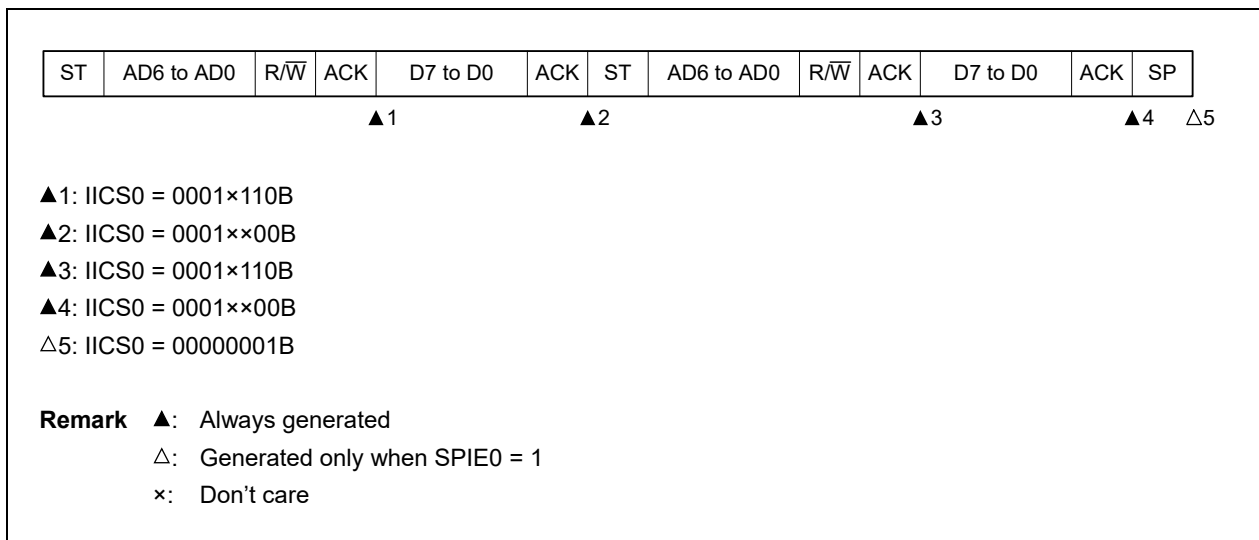 ST AD6 to AD0 R/W̅ ACK D7 to D0 ACK ST AD6 to AD0 R/W̅ ACK D7 to D0 ACK SP
▲1 ▲2 ▲3 ▲4 △5
▲1: IICS0 = 0001×110B
▲2: IICS0 = 0001××00B
▲3: IICS0 = 0001×110B
▲4: IICS0 = 0001××00B
△5: IICS0 = 00000001B
Remark ▲: Always generated
△: Generated only when SPIE0 = 1
×: Don’t care